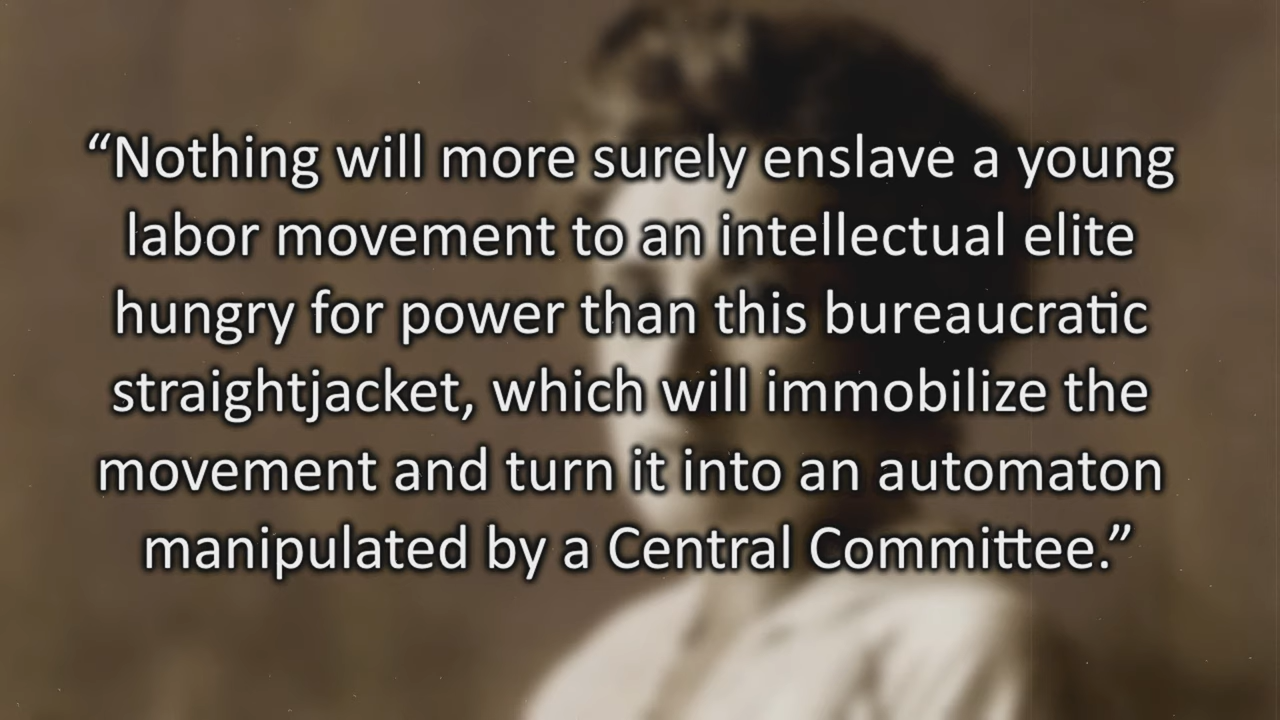 “Nothing will more surely enslave a young
labor movement to an intellectual elite
hungry for power than this bureaucratic
straightjacket, which will immobilize the
movement and turn it into an automaton
manipulated by a Central Committee.”